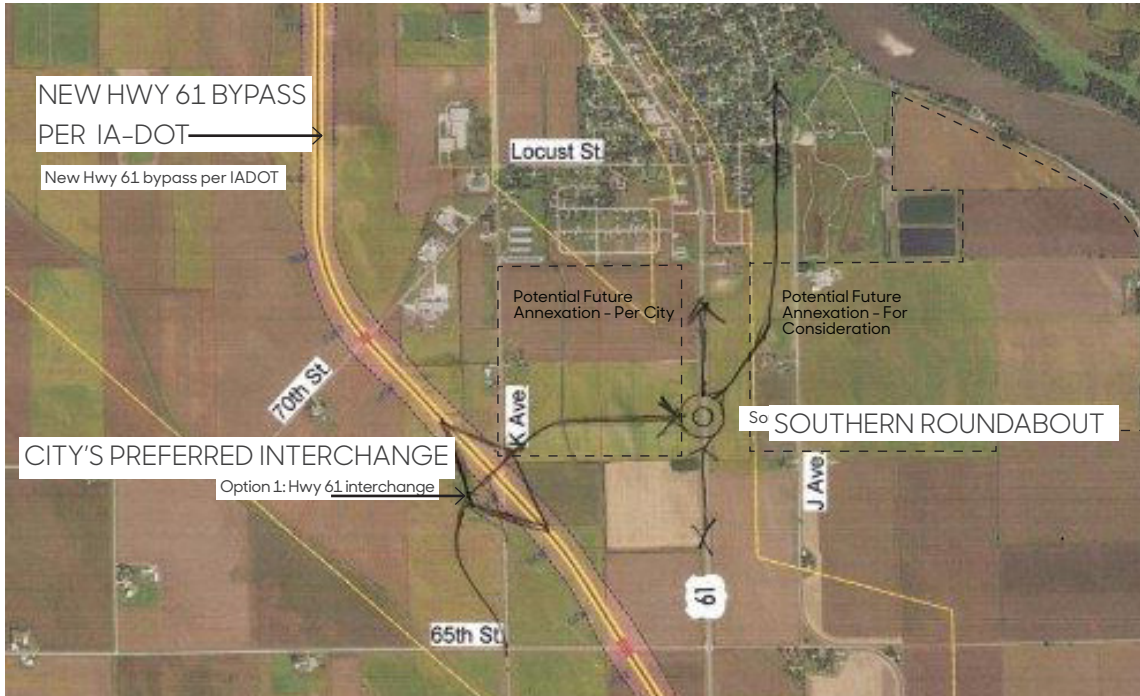 NEW HWY 61 BYPASS
PER IA-DOT
New Hwy 61 bypass per IADOT
Locust St.
Potential Future
Annexation - Per City
Potential Future
Annexation - For
Consideration
70th St
K Ave
So
SOUTHERN ROUNDABOUT
CITY'S PREFERRED INTERCHANGE
Option 1: Hwy 61 interchange
J Ave
61
65th St.